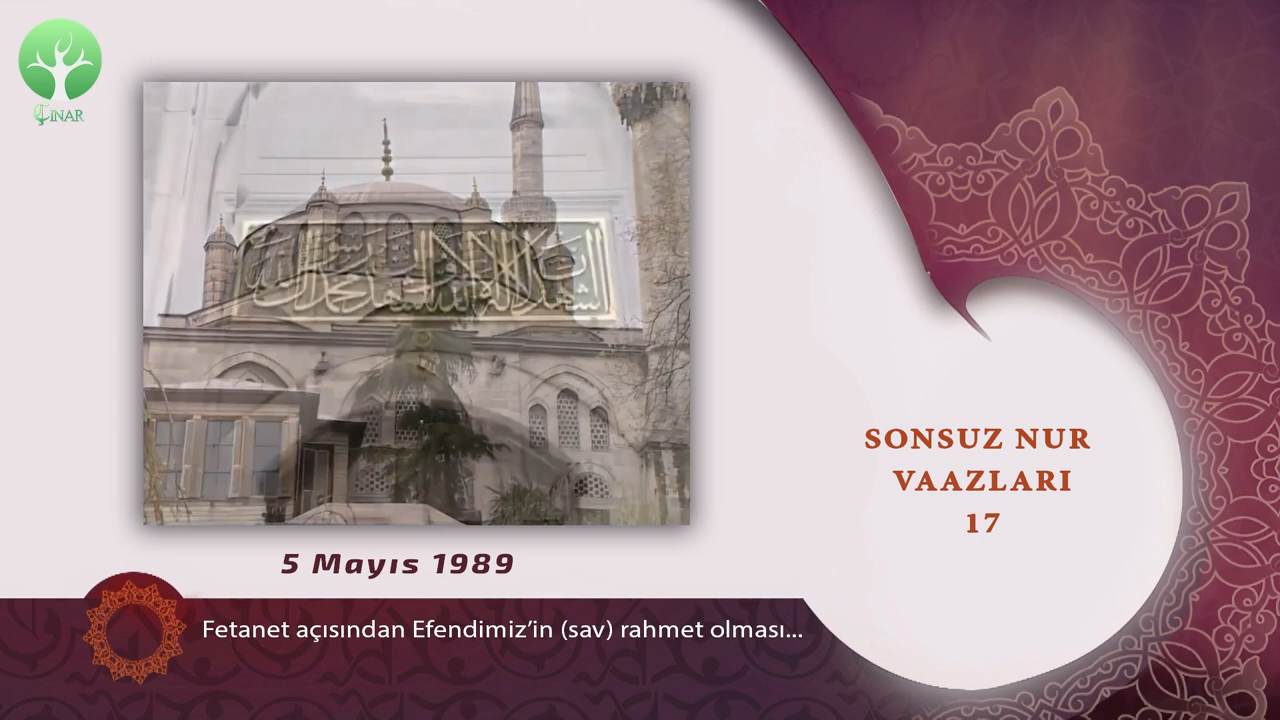 ÇINAR
5 Mayıs 1989
SONSUZ NUR
VAAZLARI
17
Fetanet açısından Efendimiz’in (sav) rahmet olması...